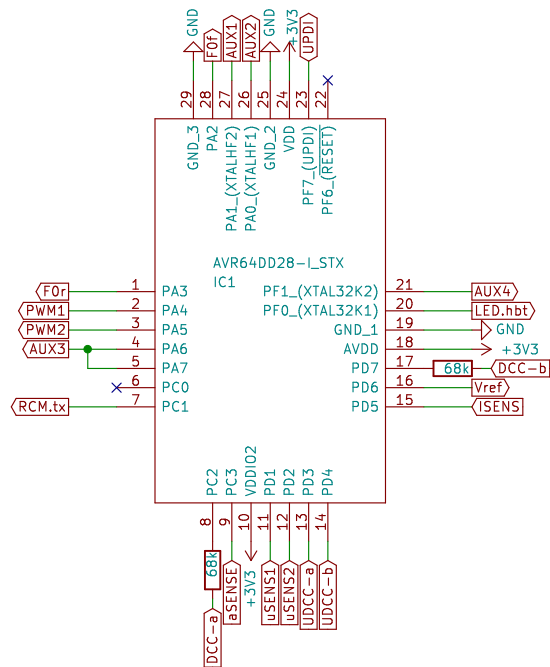 GND
F0f
AUX1
AUX2
GND
+3V3
UPDI
29
28
27
26
25
24
23
22
GND_3
PA2
PA1_(XTALHF2)
PA0_(XTALHF1)
GND_2
VDD
PF7_(UPDI)
PF6_(RESET)
AVR64DD28-I_STX
IC1
F0r 1 PA3
PWM1 2 PA4
PWM2 3 PA5
AUX3 4 PA6
5 PA7
6 PC0
RCM.tx 7 PC1
PF1_(XTAL32K2) 21 AUX4
PF0_(XTAL32K1) 20 LED.hbt
GND_1 19 GND
AVDD 18 +3V3
PD7 17 68k DCC-b
PD6 16 Vref
PD5 15 ISENS
PC2
PC3
VDDIO2
PD1
PD2
PD3
PD4
8
9
10
11
12
13
14
68k
DCC-a
aSENSE
+3V3
uSENS1
uSENS2
UDCC-a
UDCC-b